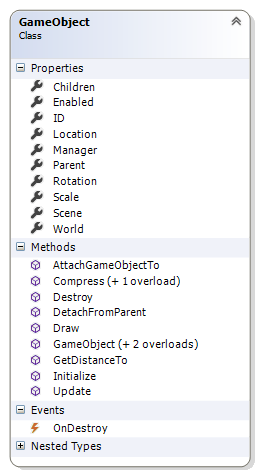 GameObject
Class
Properties
Children
Enabled
ID
Location
Manager
Parent
Rotation
Scale
Scene
World
Methods
AttachGameObjectTo
Compress (+ 1 overload)
Destroy
DetachFromParent
Draw
GameObject (+ 2 overloads)
GetDistanceTo
Initialize
Update
Events
OnDestroy
Nested Types